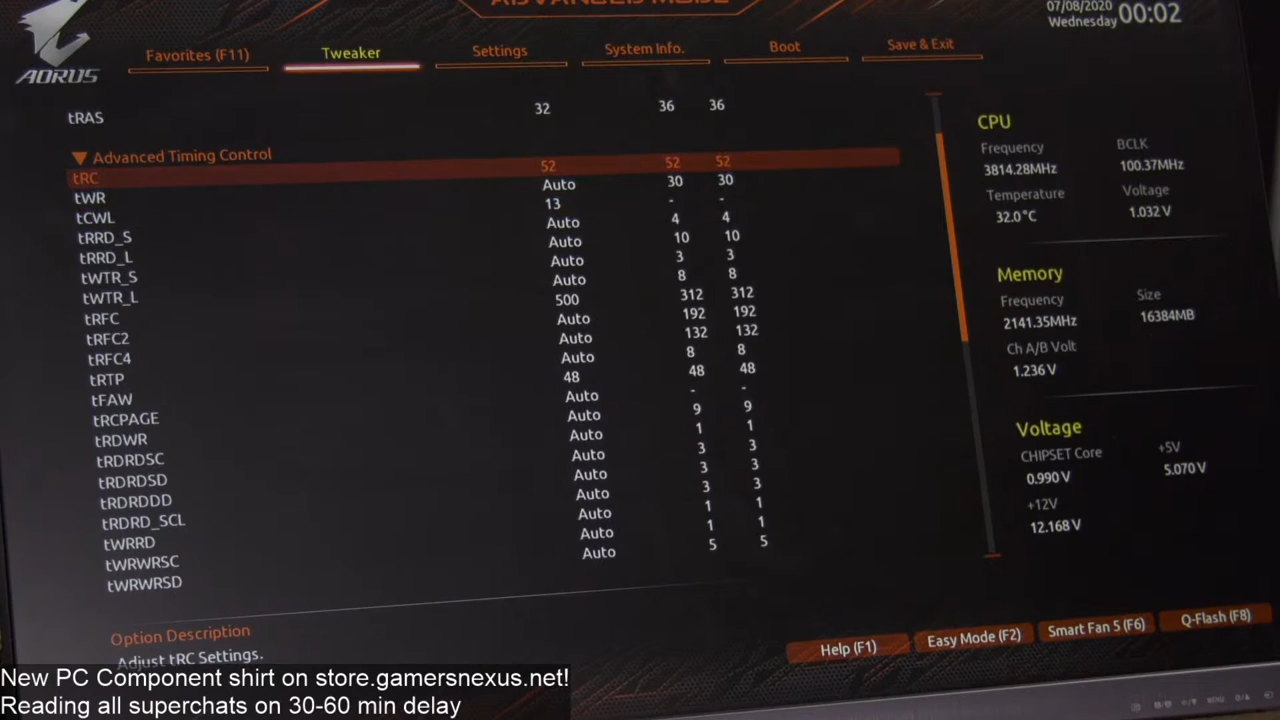 ADVANCED MODE
07/08/2020
Wednesday 00:02
AORUS
Favorites (F11) Tweaker Settings System Info. Boot Save & Exit
tRAS 32 36 36
Advanced Timing Control
tRC 52 52 52
tWR Auto 30 30
tCWL 13 - -
tRRD_S Auto 4 4
tRRD_L Auto 10 10
tWTR_S Auto 3 3
tWTR_L Auto 8 8
tRFC 500 312 312
tRFC2 Auto 192 192
tRFC4 Auto 132 132
tRTP Auto 8 8
tFAW 48 48 48
tRCPAGE Auto - -
tRDWR Auto 9 9
tRDRDSC Auto 1 1
tRDRDSD Auto 3 3
tRDRDDD Auto 3 3
tRDRD_SCL Auto 3 3
tWRRD Auto 1 1
tWRWRSC Auto 1 1
tWRWRSD Auto 5 5
CPU
Frequency BCLK
3814.28MHz 100.37MHz
Temperature Voltage
32.0°C 1.032 V
Memory
Frequency Size
2141.35MHz 16384MB
Ch A/B Volt
1.236 V
Voltage
CHIPSET Core +5V
0.990 V 5.070 V
+12V
12.168 V
Option Description
Adjust tRC Settings.
Help (F1) Easy Mode (F2) Smart Fan 5 (F6) Q-Flash (F8)
New PC Component shirt on store.gamersnexus.net!
Reading all superchats on 30-60 min delay